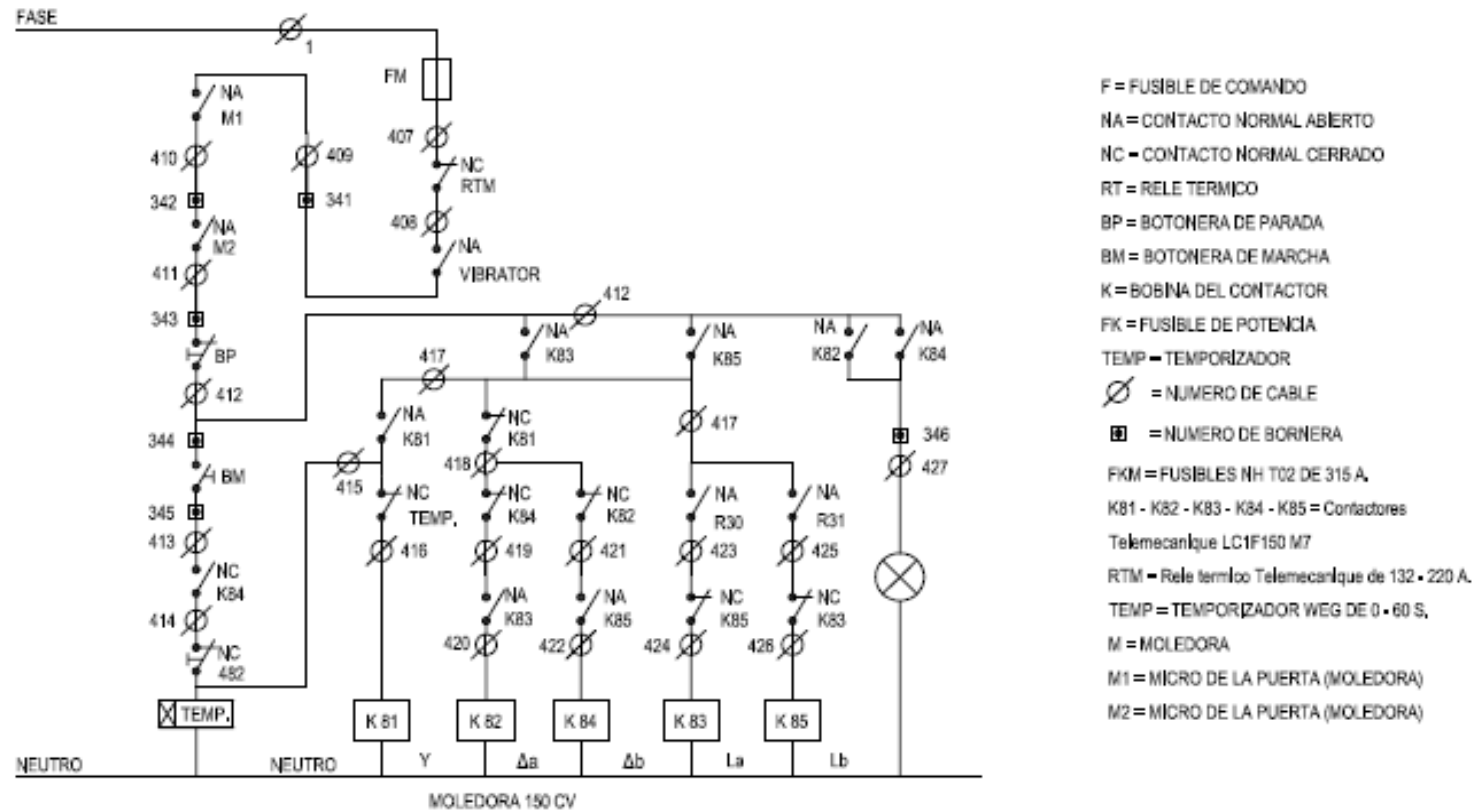 FASE
1
FM
NA
M1
407
410
409
NC
RTM
342
341
408
NA
M2
NA
VIBRATOR
411
412
343
NA
K83
NA
K85
NA
K82
NA
K84
BP
417
412
NA
K81
NC
K81
417
344
346
418
427
BM
415
NC
TEMP.
NC
K84
NC
K82
NA
R30
NA
R31
345
413
416
419
421
423
425
NC
K84
NA
K83
NA
K85
NC
K85
NC
K83
414
420
422
424
426
NC
482
TEMP.
K 81
K 82
K 84
K 83
K 85
NEUTRO
NEUTRO
Y
Δa
Δb
La
Lb
MOLEDORA 150 CV
F = FUSIBLE DE COMANDO
NA = CONTACTO NORMAL ABIERTO
NC = CONTACTO NORMAL CERRADO
RT = RELE TERMICO
BP = BOTONERA DE PARADA
BM = BOTONERA DE MARCHA
K = BOBINA DEL CONTACTOR
FK = FUSIBLE DE POTENCIA
TEMP = TEMPORIZADOR
= NUMERO DE CABLE
= NUMERO DE BORNERA
FKM = FUSIBLES NH T02 DE 315 A.
K81 - K82 - K83 - K84 - K85 = Contactores
Telemecanique LC1F150 M7
RTM = Rele termico Telemecanique de 132 - 220 A.
TEMP = TEMPORIZADOR WEG DE 0 - 60 S.
M = MOLEDORA
M1 = MICRO DE LA PUERTA (MOLEDORA)
M2 = MICRO DE LA PUERTA (MOLEDORA)